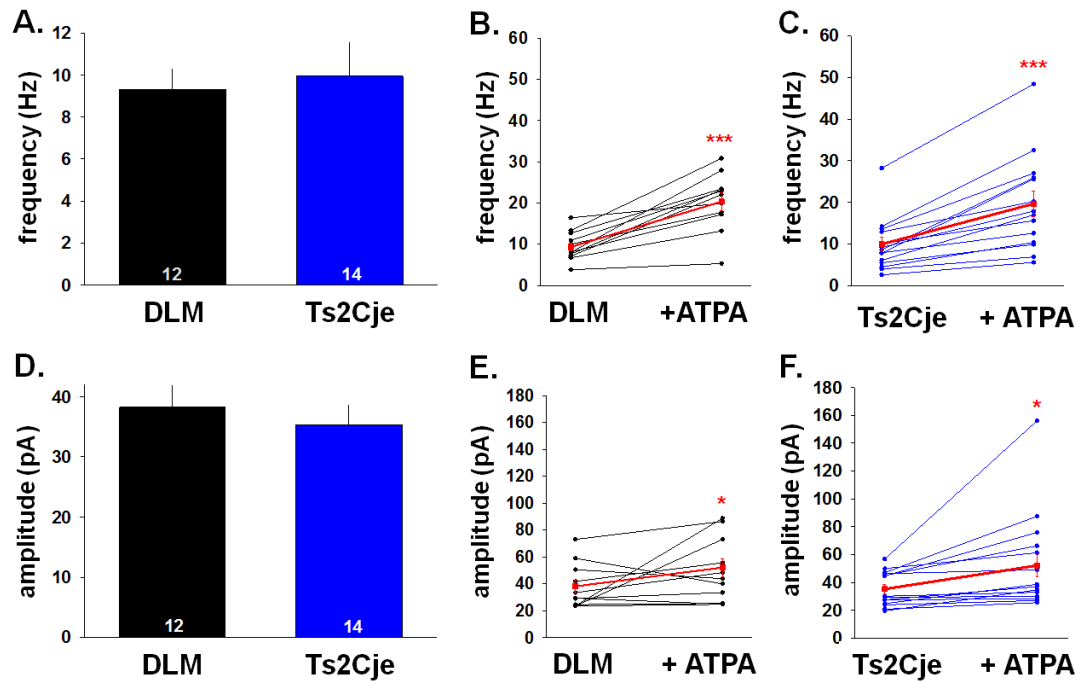 A.
frequency (Hz)
12
10
8
6
4
2
0
12
14
DLM
Ts2Cje
B.
frequency (Hz)
60
50
40
30
20
10
0
***
DLM
+ATPA
C.
frequency (Hz)
60
50
40
30
20
10
0
***
Ts2Cje
+ ATPA
D.
amplitude (pA)
40
30
20
10
0
12
14
DLM
Ts2Cje
E.
amplitude (pA)
180
160
140
120
100
80
60
40
20
0
*
DLM
+ ATPA
F.
amplitude (pA)
180
160
140
120
100
80
60
40
20
0
*
Ts2Cje
+ ATPA